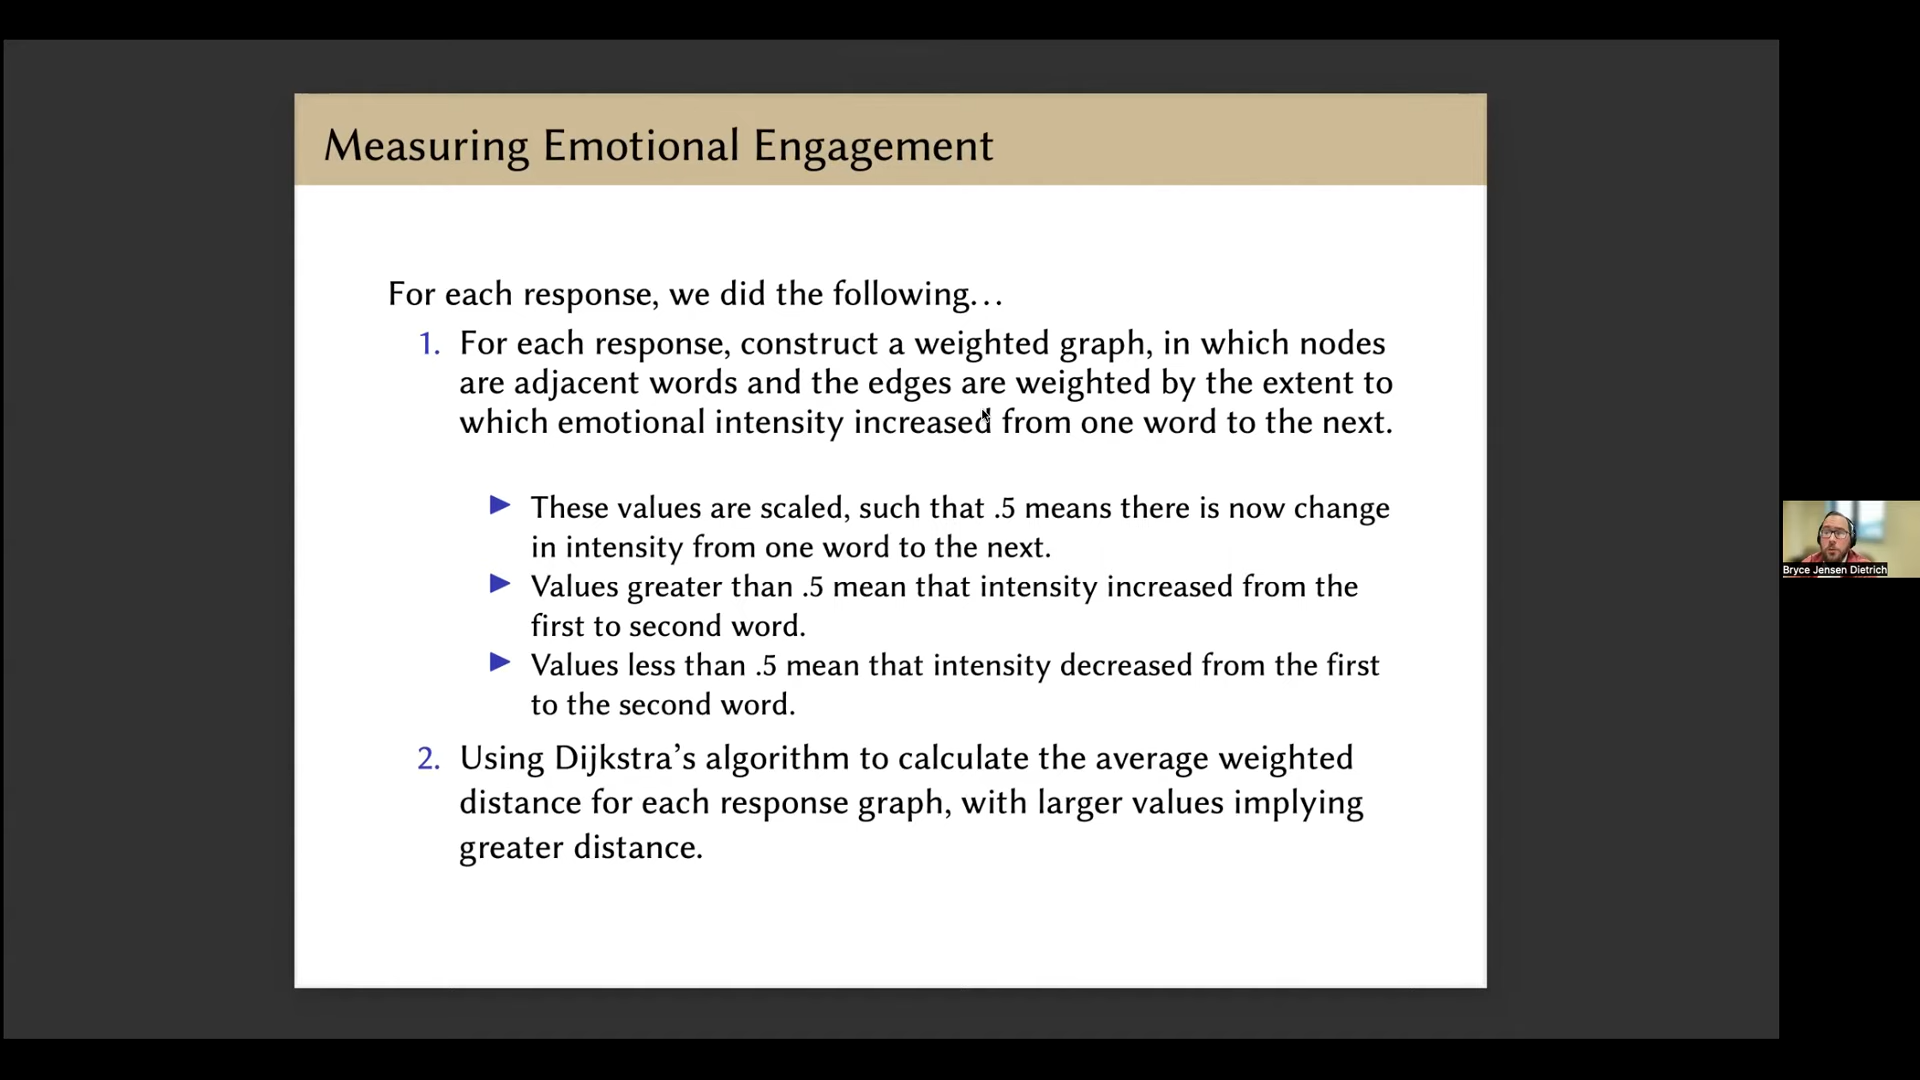 Measuring Emotional Engagement
For each response, we did the following...
1. For each response, construct a weighted graph, in which nodes
are adjacent words and the edges are weighted by the extent to
which emotional intensity increased from one word to the next.
▶ These values are scaled, such that .5 means there is now change
in intensity from one word to the next.
▶ Values greater than .5 mean that intensity increased from the
first to second word.
▶ Values less than .5 mean that intensity decreased from the first
to the second word.
2. Using Dijkstra's algorithm to calculate the average weighted
distance for each response graph, with larger values implying
greater distance.
Bryce Jensen Dietrich